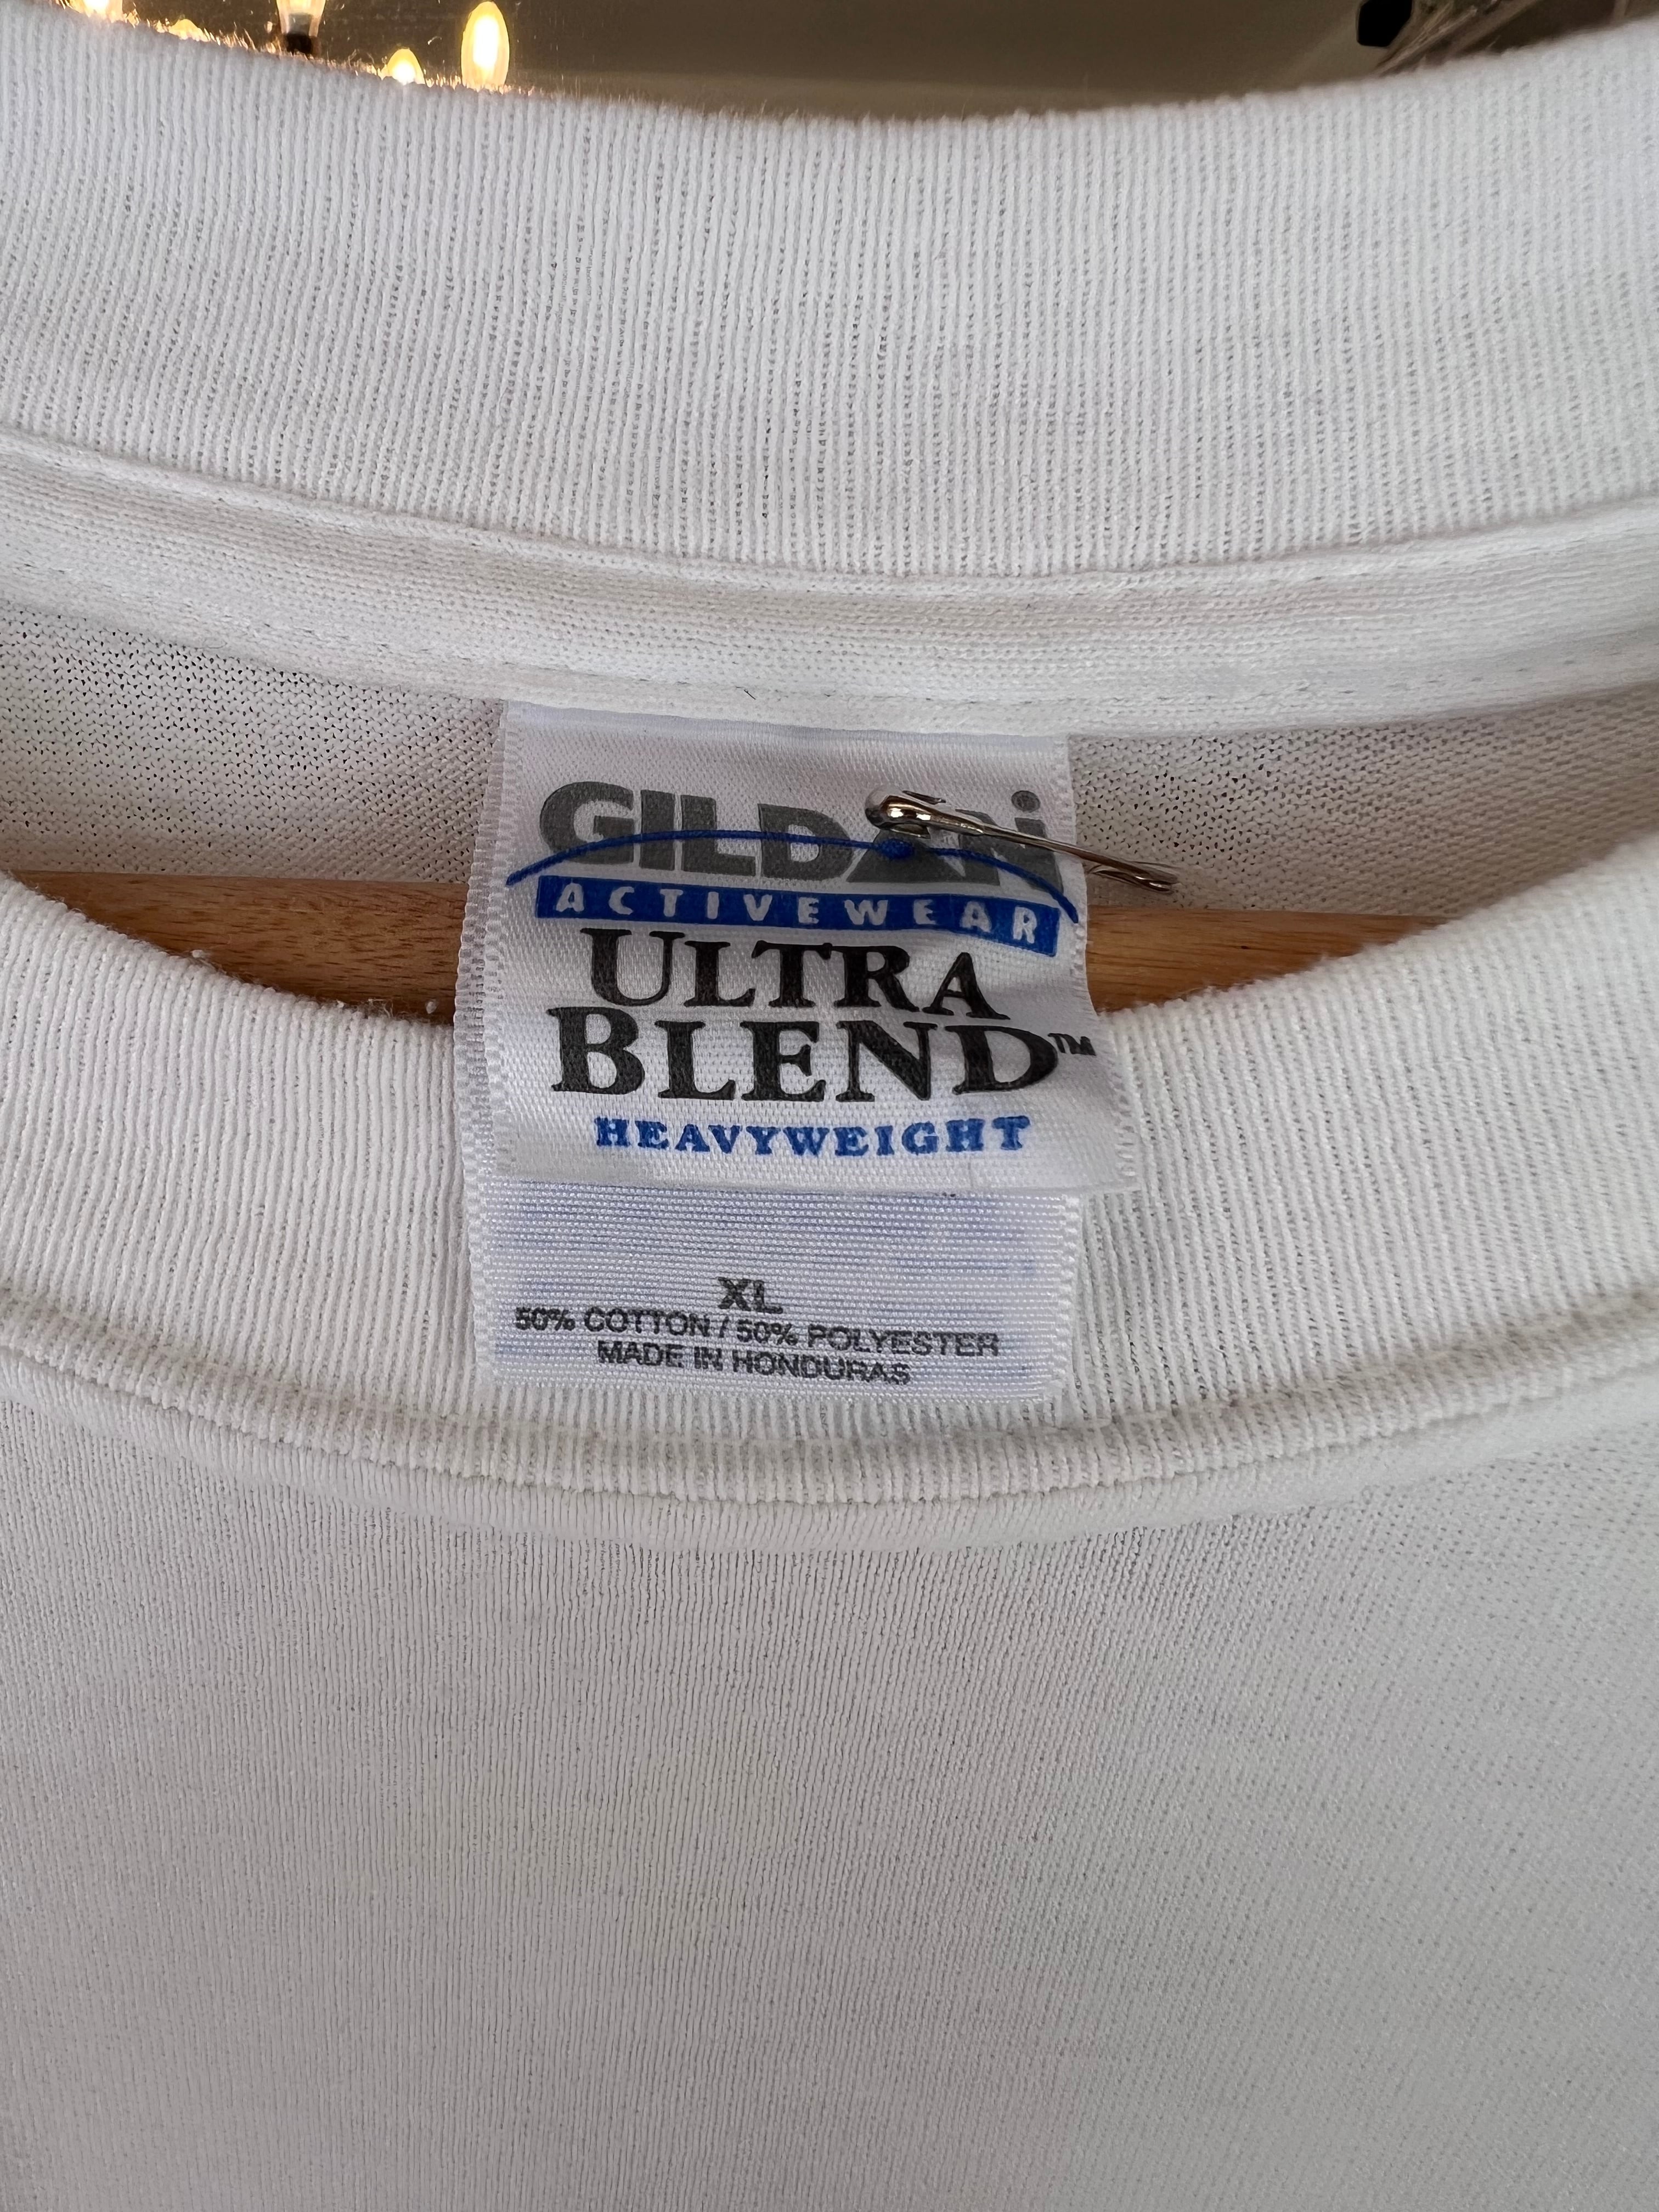 GILDAN
ACTIVEWEAR
ULTRA
BLEND™
HEAVYWEIGHT
XL
50% COTTON / 50% POLYESTER
MADE IN HONDURAS